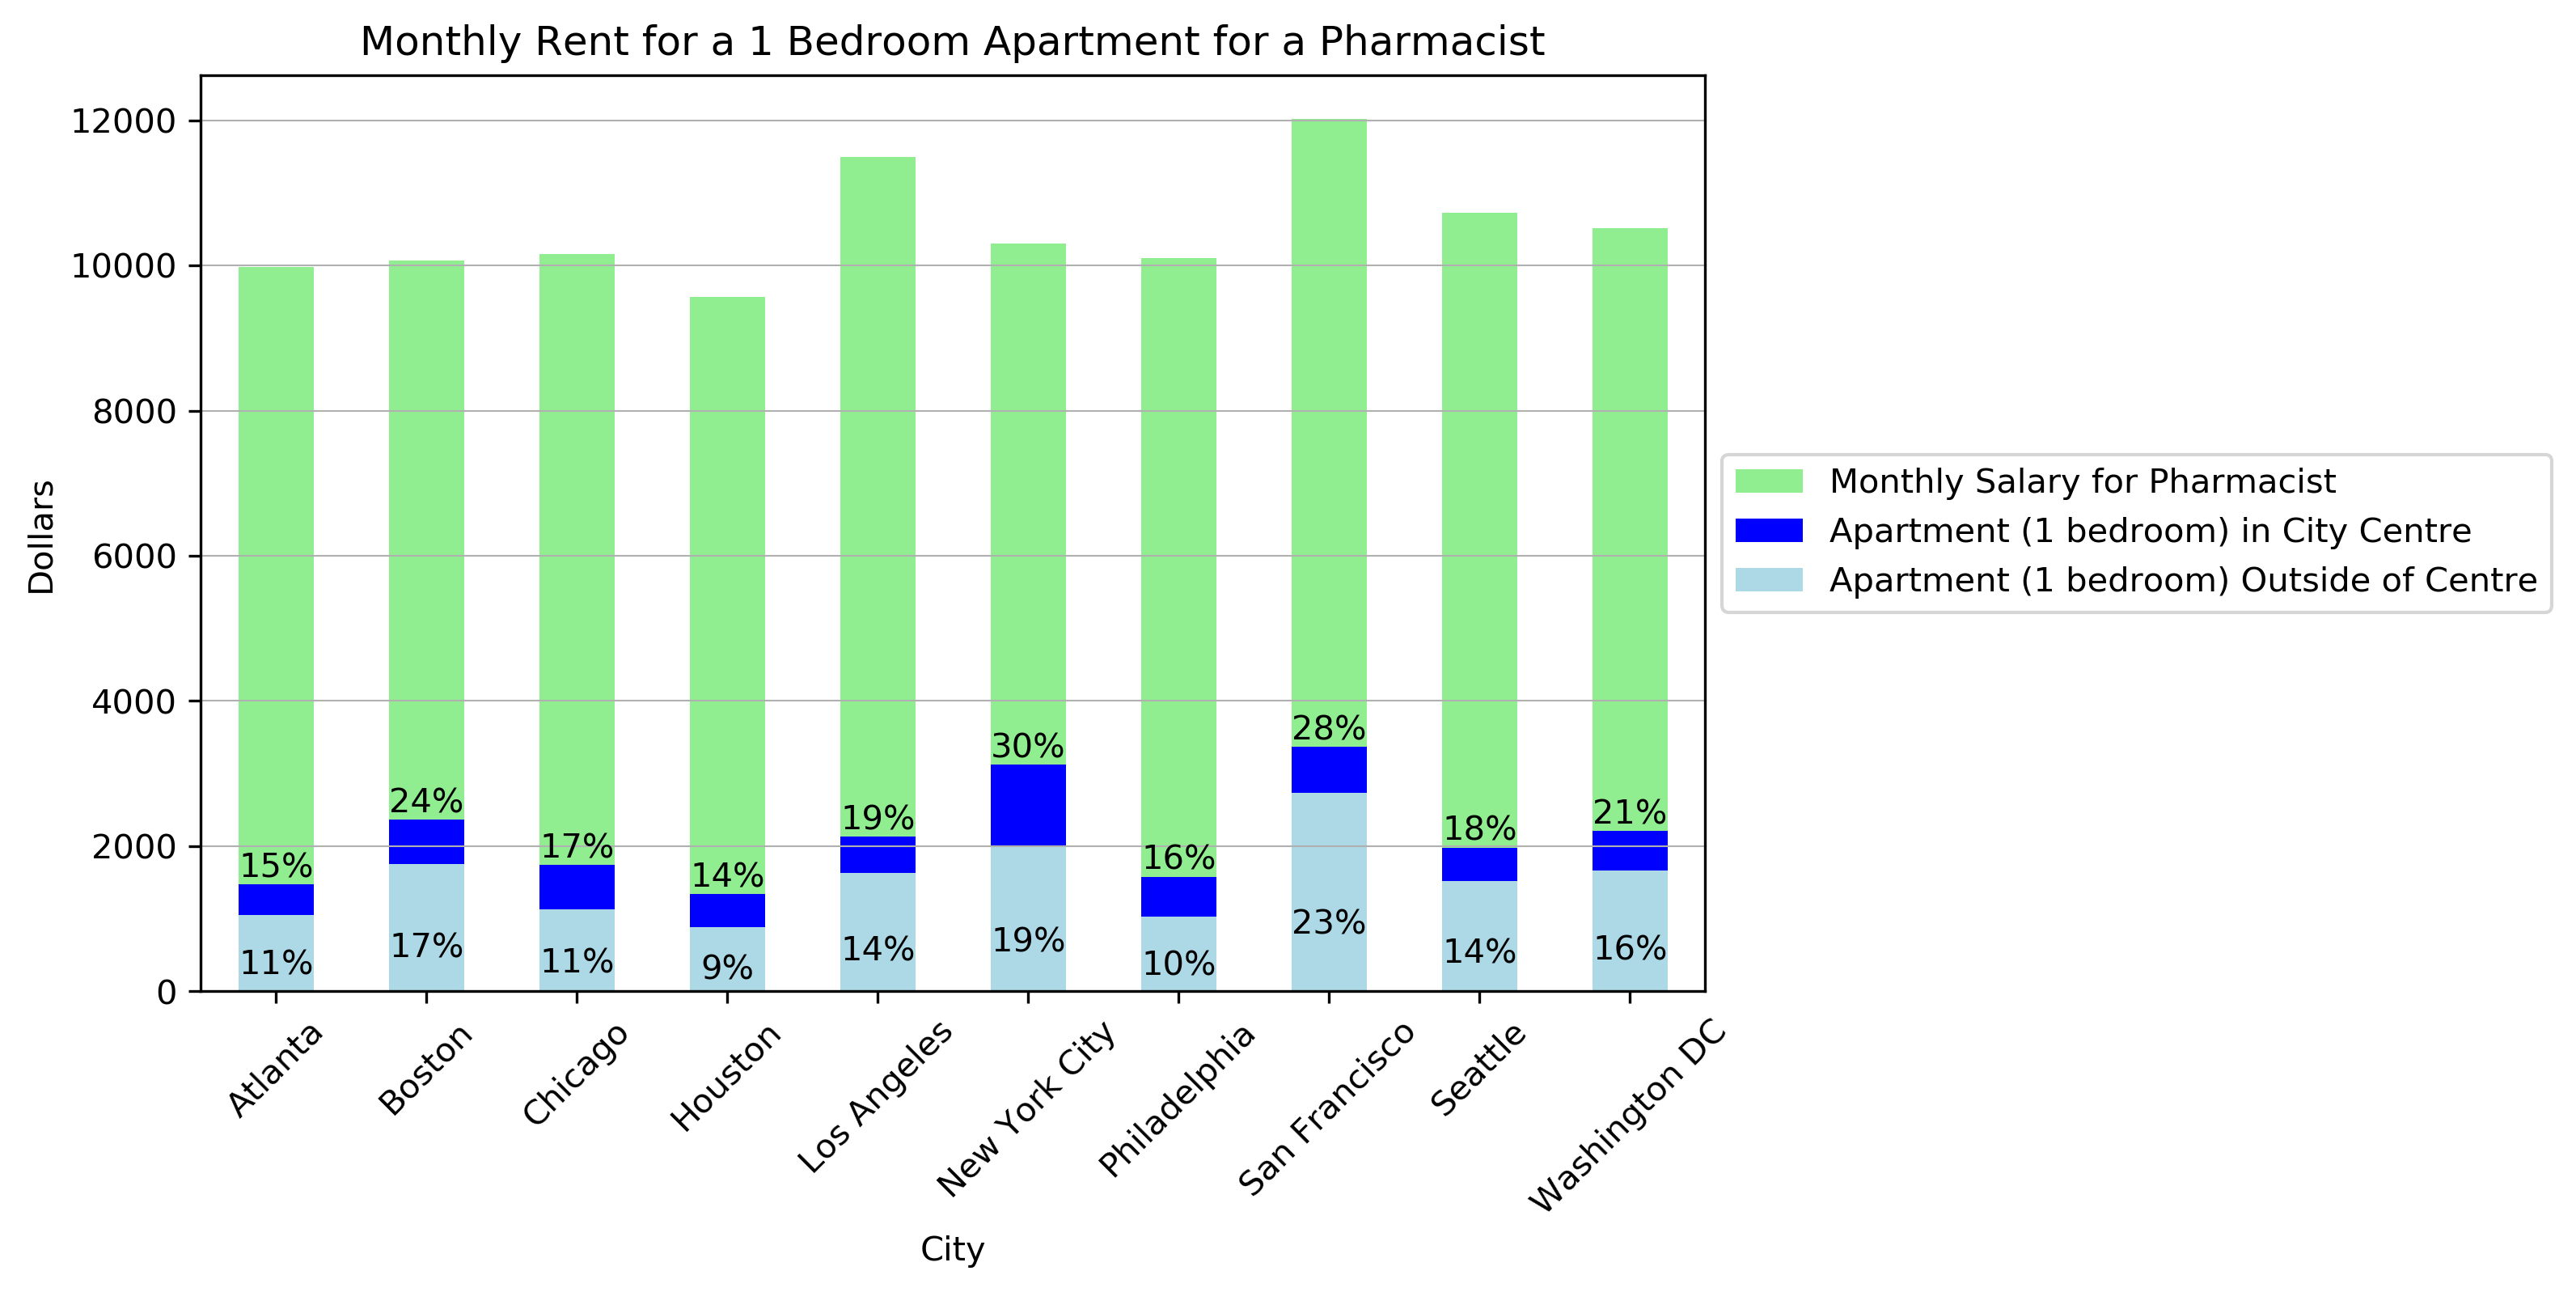 Monthly Rent for a 1 Bedroom Apartment for a Pharmacist
Dollars
12000
10000
8000
6000
4000
2000
0
15%
24%
17%
14%
19%
30%
16%
28%
18%
21%
11%
17%
11%
9%
14%
19%
10%
23%
14%
16%
Atlanta
Boston
Chicago
Houston
Los Angeles
New York City
Philadelphia
San Francisco
Seattle
Washington DC
City
Monthly Salary for Pharmacist
Apartment (1 bedroom) in City Centre
Apartment (1 bedroom) Outside of Centre